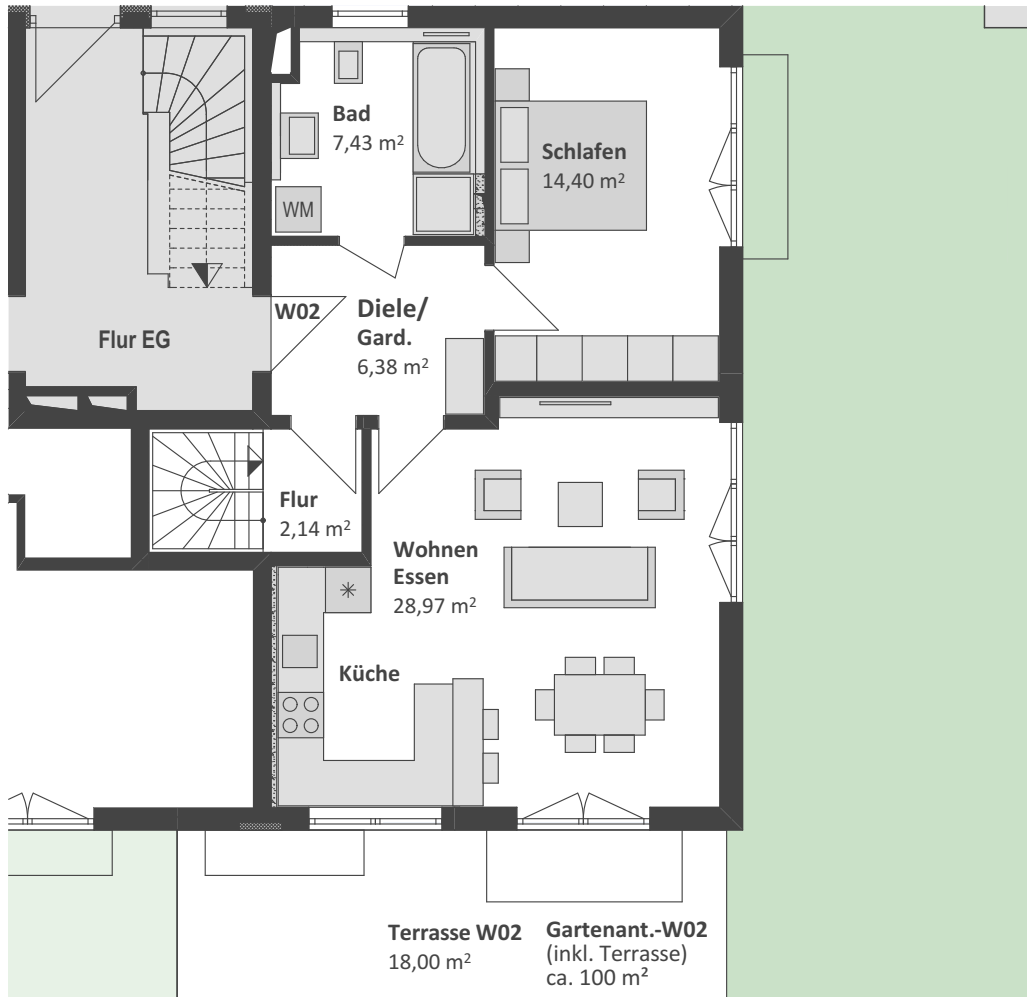 Bad
7,43 m²
WM
Schlafen
14,40 m²
W02
Diele/
Gard.
6,38 m²
Flur EG
Flur
2,14 m²
Wohnen
Essen
28,97 m²
Küche
Terrasse W02
18,00 m²
Gartenant.-W02
(inkl. Terrasse)
ca. 100 m²